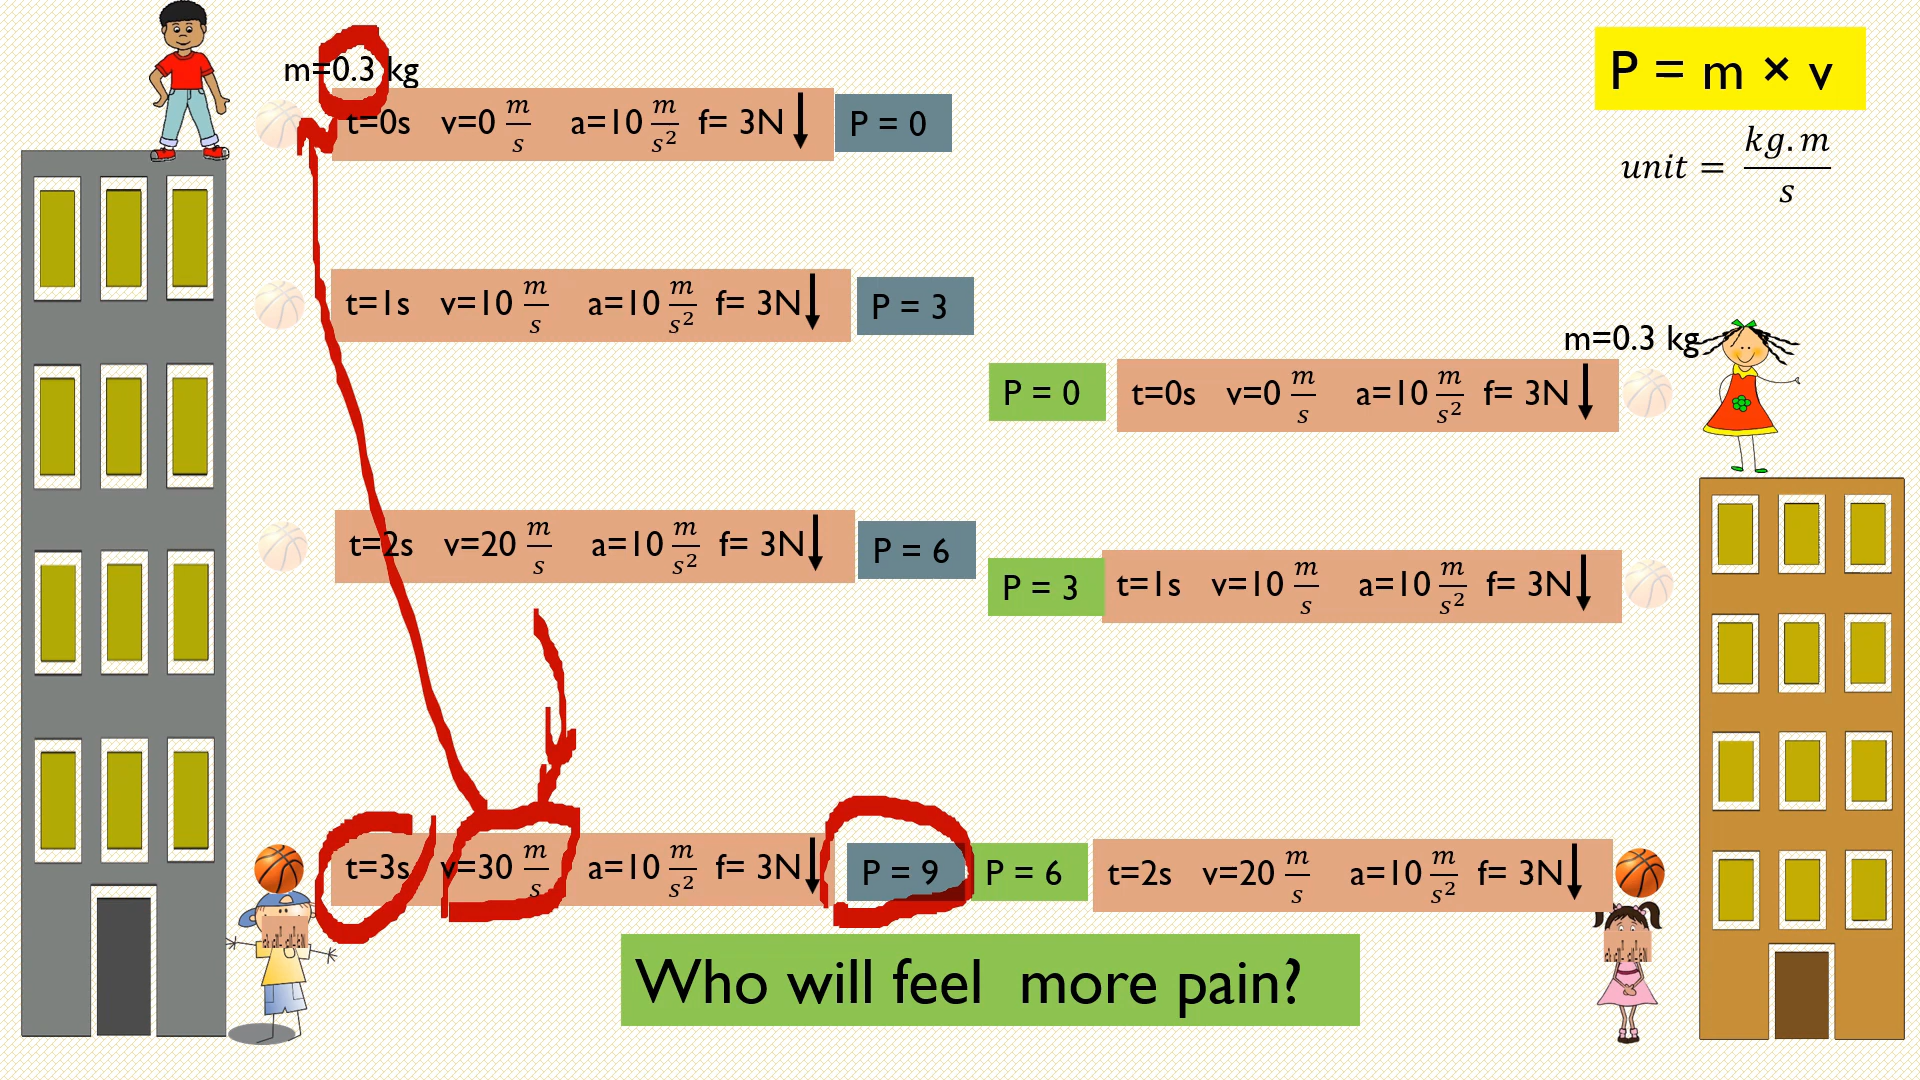 m=0.3 kg
P = m × v
t=0s v=0 m/s a=10 m/s² f= 3N
P = 0
unit = kg.m/s
t=1s v=10 m/s a=10 m/s² f= 3N
P = 3
m=0.3 kg
P = 0
t=0s v=0 m/s a=10 m/s² f= 3N
t=2s v=20 m/s a=10 m/s² f= 3N
P = 6
P = 3
t=1s v=10 m/s a=10 m/s² f= 3N
t=3s v=30 m/s a=10 m/s² f= 3N
P = 9
P = 6
t=2s v=20 m/s a=10 m/s² f= 3N
Who will feel more pain?